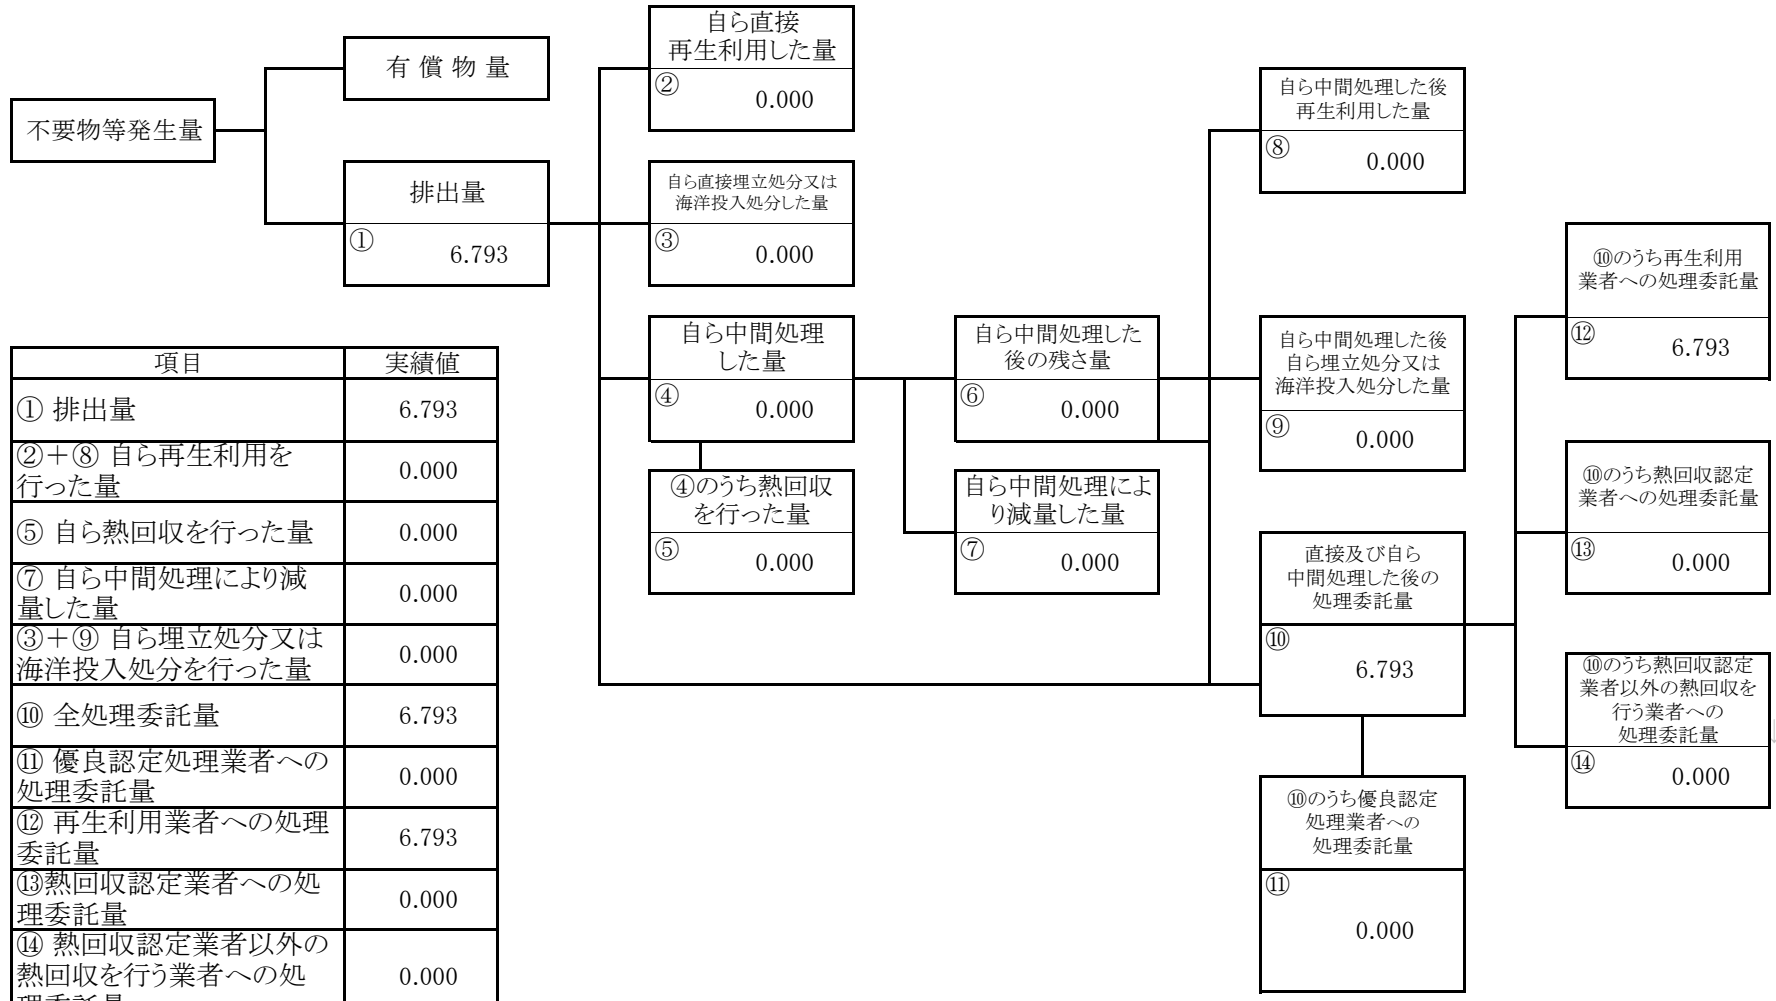 不要物等発生量
有償物量
排出量
①
6.793
自ら直接
再生利用した量
②
0.000
自ら直接埋立処分又は
海洋投入処分した量
③
0.000
自ら中間処理
した量
④
0.000
④のうち熱回収
を行った量
⑤
0.000
自ら中間処理した
後の残さ量
⑥
0.000
自ら中間処理によ
り減量した量
⑦
0.000
自ら中間処理した後
再生利用した量
⑧
0.000
自ら中間処理した後
自ら埋立処分又は
海洋投入処分した量
⑨
0.000
直接及び自ら
中間処理した後の
処理委託量
⑩
6.793
⑩のうち優良認定
処理業者への
処理委託量
⑪
0.000
⑩のうち再生利用
業者への処理委託量
⑫
6.793
⑩のうち熱回収認定
業者への処理委託量
⑬
0.000
⑩のうち熱回収認定
業者以外の熱回収を
行う業者への
処理委託量
⑭
0.000
項目 実績値
① 排出量 6.793
②＋⑧ 自ら再生利用を
行った量 0.000
⑤ 自ら熱回収を行った量 0.000
⑦ 自ら中間処理により減
量した量 0.000
③＋⑨ 自ら埋立処分又は
海洋投入処分を行った量 0.000
⑩ 全処理委託量 6.793
⑪ 優良認定処理業者への
処理委託量 0.000
⑫ 再生利用業者への処理
委託量 6.793
⑬熱回収認定業者への処
理委託量 0.000
⑭ 熱回収認定業者以外の
熱回収を行う業者への処 0.000
理委託量